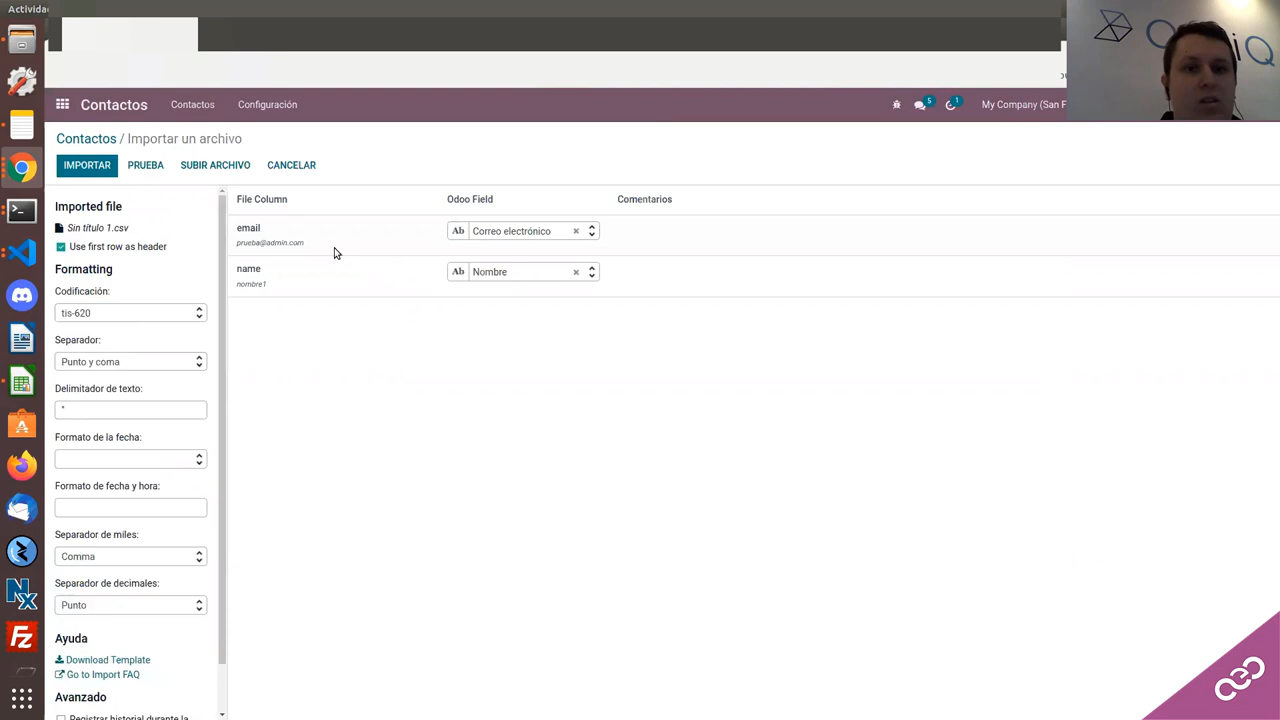 Actividad
Contactos
Contactos
Configuración
5
1
My Company (San F
Contactos / Importar un archivo
IMPORTAR
PRUEBA
SUBIR ARCHIVO
CANCELAR
Imported file
Sin título 1.csv
Use first row as header
Formatting
Codificación:
tis-620
Separador:
Punto y coma
Delimitador de texto:
"
Formato de la fecha:
Formato de fecha y hora:
Separador de miles:
Comma
Separador de decimales:
Punto
Ayuda
Download Template
Go to Import FAQ
Avanzado
Registrar historial durante la
File Column
Odoo Field
Comentarios
email
prueba@admin.com
Ab
Correo electrónico
name
nombre1
Ab
Nombre